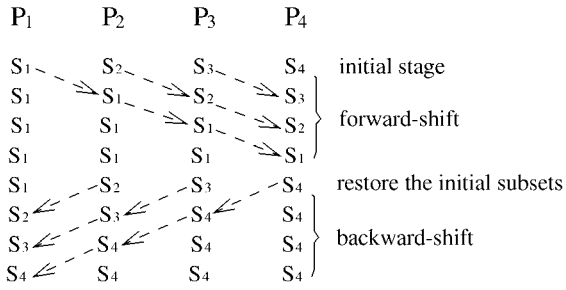 P1 P2 P3 P4
S1 S2 S3 S4 initial stage
S1 S1 S2 S3
S1 S1 S1 S2 forward-shift
S1 S1 S1 S1
S1 S2 S3 S4 restore the initial subsets
S2 S3 S4 S4
S3 S4 S4 S4 backward-shift
S4 S4 S4 S4